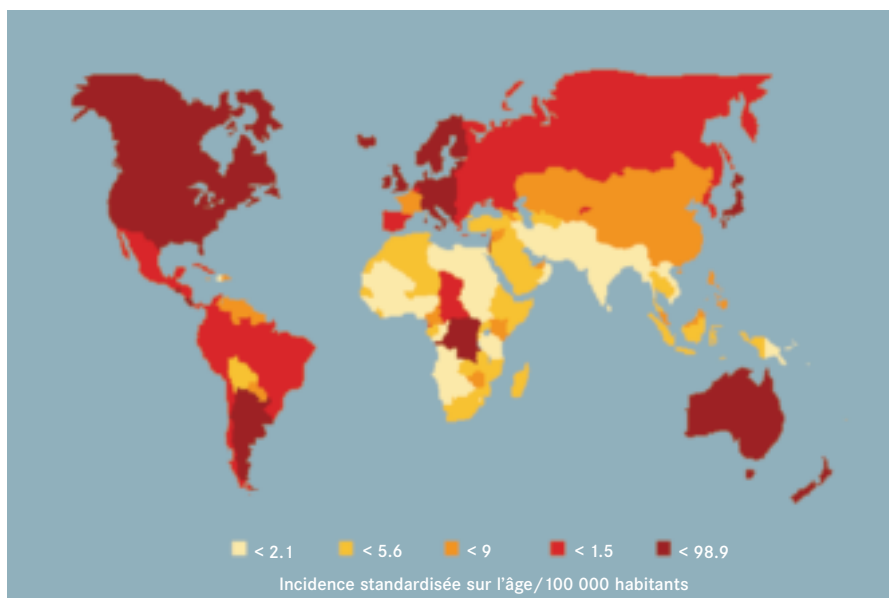 < 2.1 < 5.6 < 9 < 1.5 < 98.9
Incidence standardisée sur l'âge/100 000 habitants